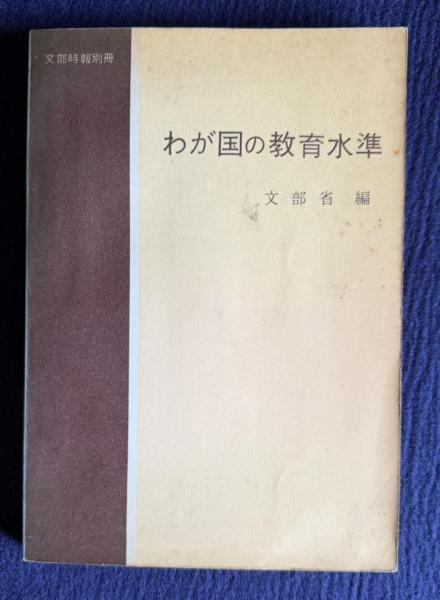 文部時報別冊
わが国の教育水準
文部省 編